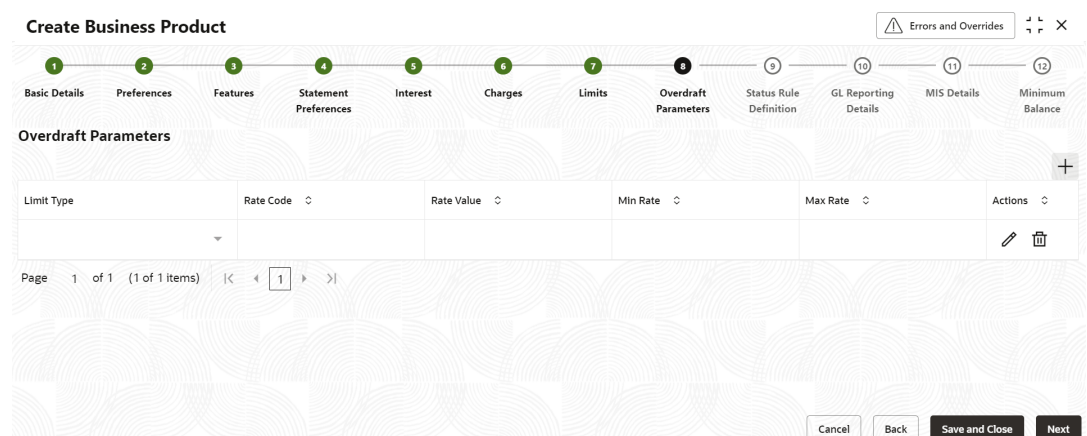 Create Business Product
Errors and Overrides
1 2 3 4 5 6 7 8 9 10 11 12
Basic Details Preferences Features Statement Preferences Interest Charges Limits Overdraft Parameters Status Rule Definition GL Reporting Details MIS Details Minimum Balance
Overdraft Parameters
Limit Type Rate Code Rate Value Min Rate Max Rate Actions
Page 1 of 1 (1 of 1 items) 1
Cancel Back Save and Close Next